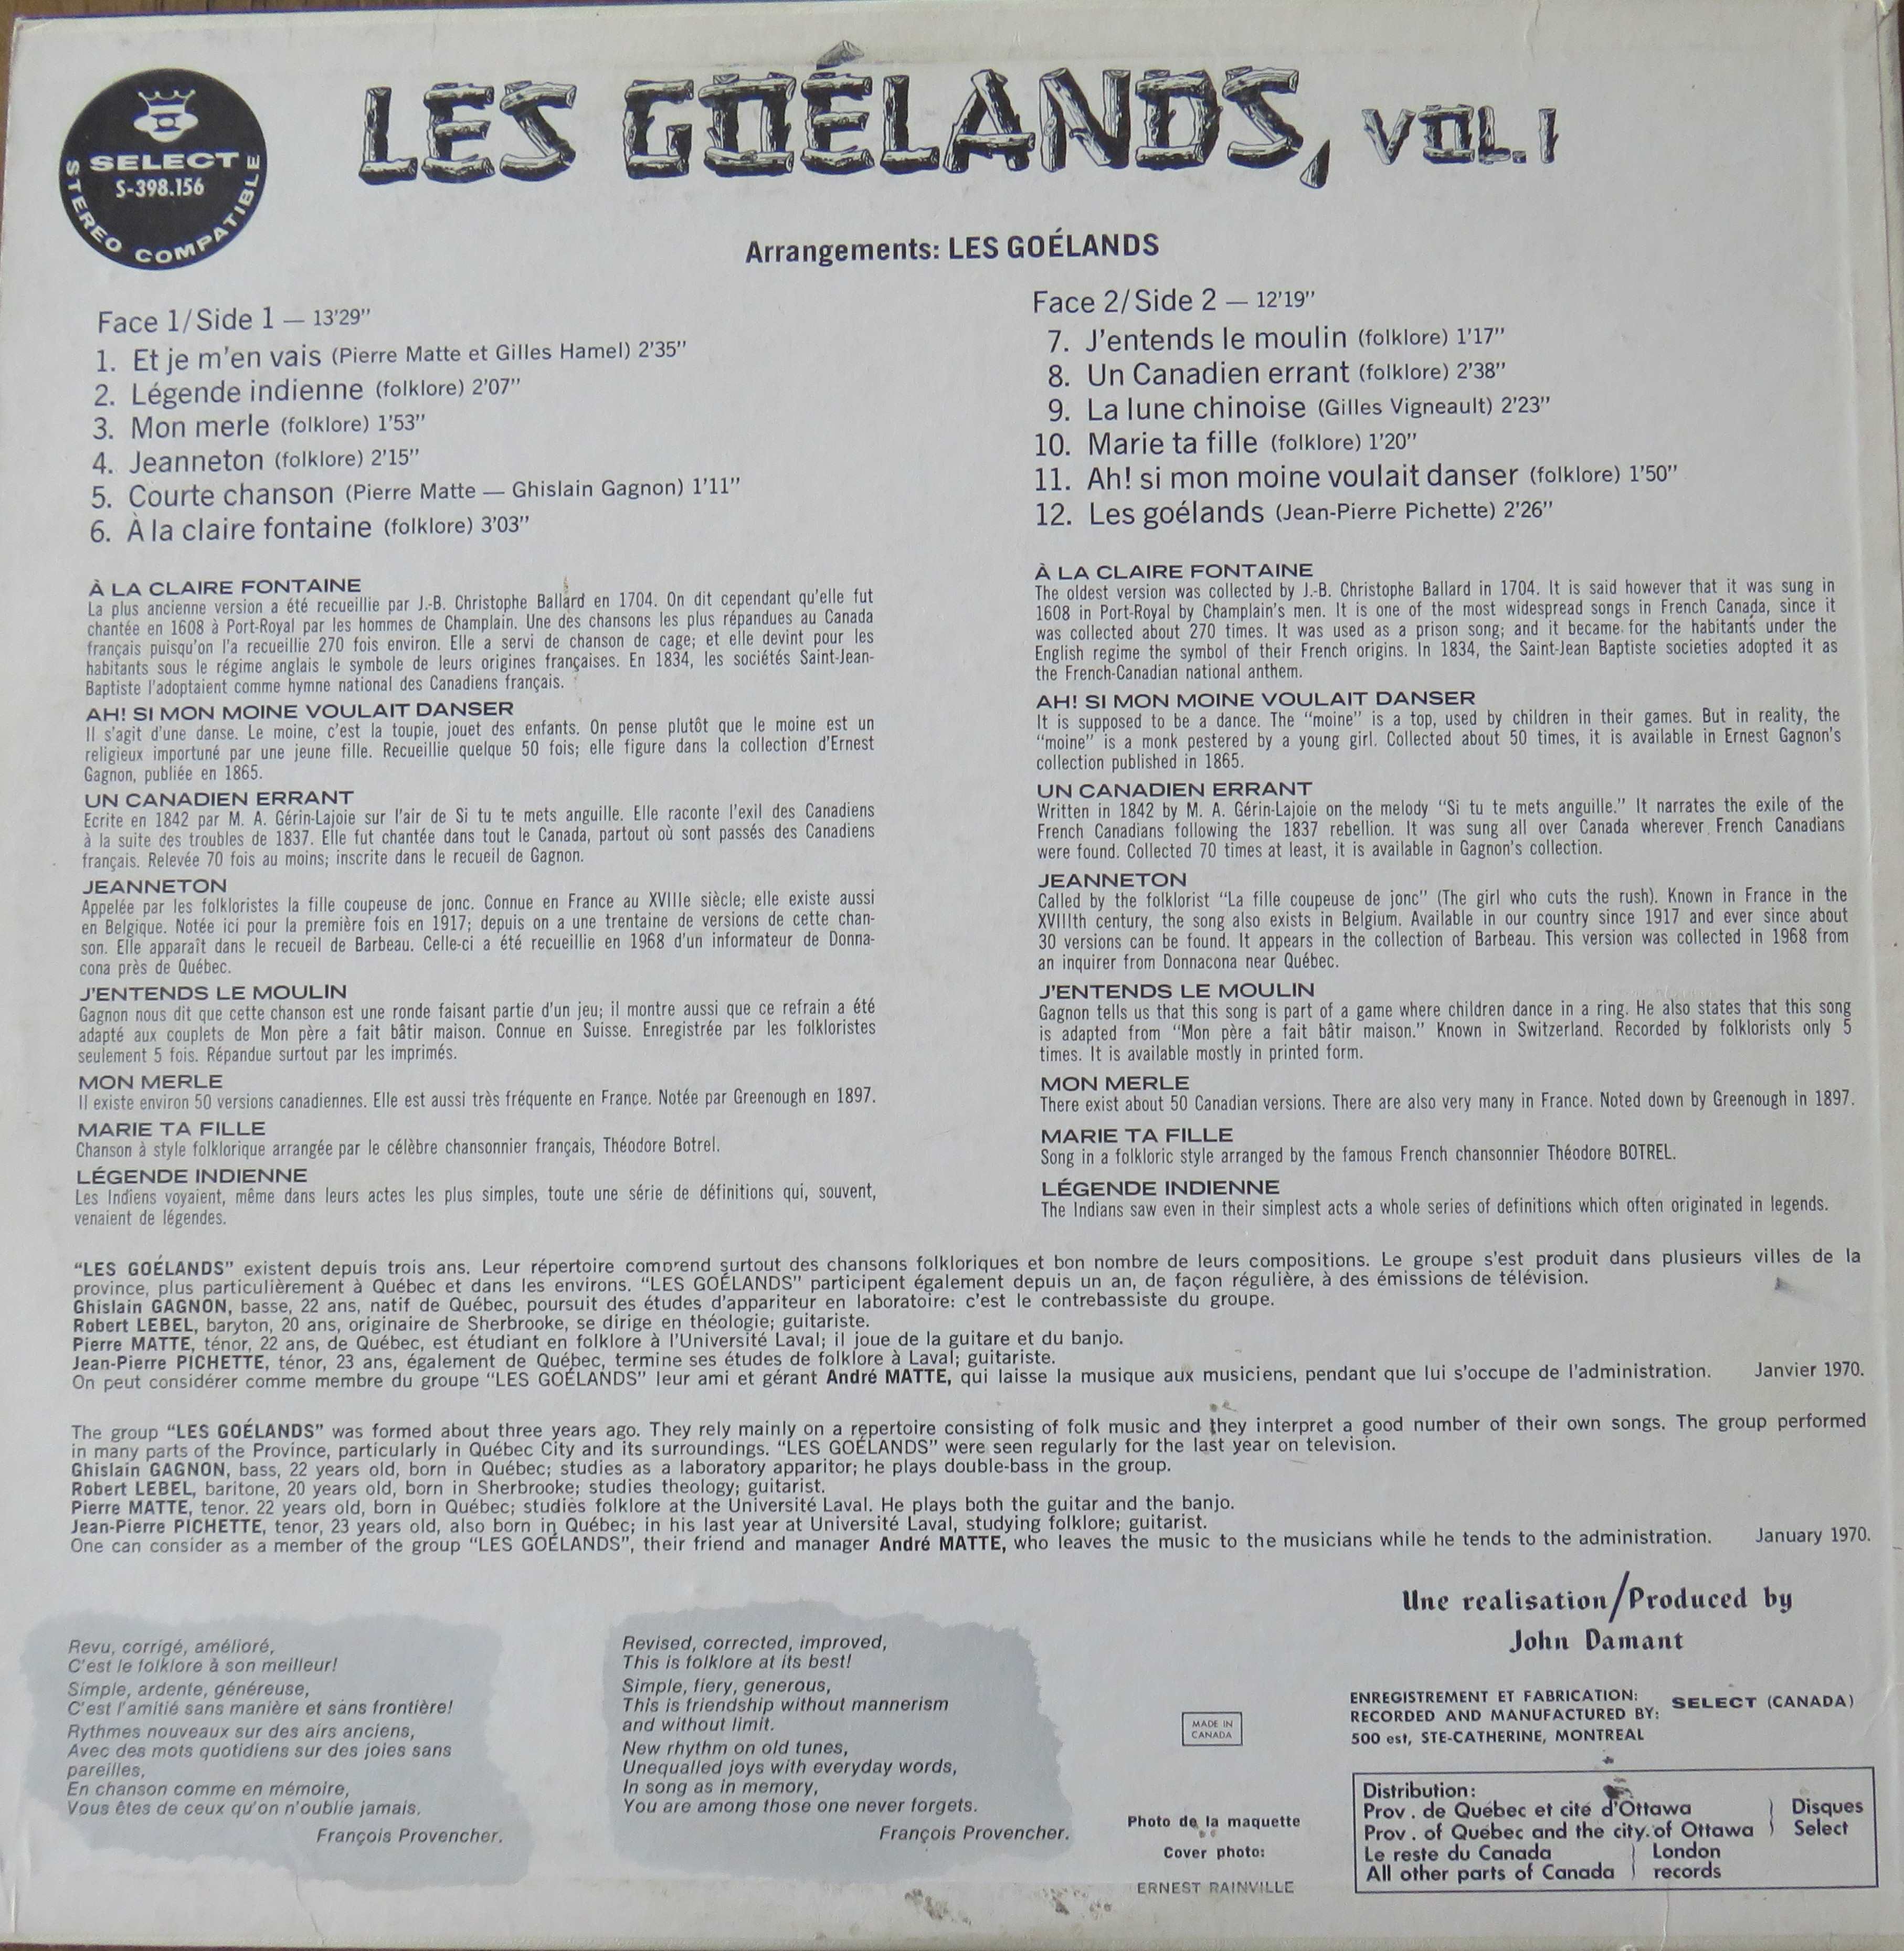 LES GOÉLANDS, VOL. 1
SELECT
S-398.156
STEREO COMPATIBLE
Arrangements: LES GOÉLANDS
Face 1/Side 1 — 13'29"
1. Et je m'en vais (Pierre Matte et Gilles Hamel) 2'35"
2. Légende indienne (folklore) 2'07"
3. Mon merle (folklore) 1'53"
4. Jeanneton (folklore) 2'15"
5. Courte chanson (Pierre Matte — Ghislain Gagnon) 1'11"
6. À la claire fontaine (folklore) 3'03"
Face 2/Side 2 — 12'19"
7. J'entends le moulin (folklore) 1'17"
8. Un Canadien errant (folklore) 2'38"
9. La lune chinoise (Gilles Vigneault) 2'23"
10. Marie ta fille (folklore) 1'20"
11. Ah! si mon moine voulait danser (folklore) 1'50"
12. Les goélands (Jean-Pierre Pichette) 2'26"
À LA CLAIRE FONTAINE
La plus ancienne version a été recueillie par J.-B. Christophe Ballard en 1704. On dit cependant qu'elle fut
chantée en 1608 à Port-Royal par les hommes de Champlain. Une des chansons les plus répandues au Canada
français puisqu'on l'a recueillie 270 fois environ. Elle a servi de chanson de cage; et elle devint pour les
habitants sous le régime anglais le symbole de leurs origines françaises. En 1834, les sociétés Saint-Jean-
Baptiste l'adoptaient comme hymne national des Canadiens français.
AH! SI MON MOINE VOULAIT DANSER
Il s'agit d'une danse. Le moine, c'est la toupie, jouet des enfants. On pense plutôt que le moine est un
religieux importuné par une jeune fille. Recueillie quelque 50 fois; elle figure dans la collection d'Ernest
Gagnon, publiée en 1865.
UN CANADIEN ERRANT
Ecrite en 1842 par M. A. Gérin-Lajoie sur l'air de Si tu te mets anguille. Elle raconte l'exil des Canadiens
à la suite des troubles de 1837. Elle fut chantée dans tout le Canada, partout où sont passés des Canadiens
français. Relevée 70 fois au moins; inscrite dans le recueil de Gagnon.
JEANNETON
Appelée par les folkloristes la fille coupeuse de jonc. Connue en France au XVIIIe siècle; elle existe aussi
en Belgique. Notée ici pour la première fois en 1917; depuis on a une trentaine de versions de cette chan-
son. Elle apparaît dans le recueil de Barbeau. Celle-ci a été recueillie en 1968 d'un informateur de Donna-
cona près de Québec.
J'ENTENDS LE MOULIN
Gagnon nous dit que cette chanson est une ronde faisant partie d'un jeu; il montre aussi que ce refrain a été
adapté aux couplets de Mon père a fait bâtir maison. Connue en Suisse. Enregistrée par les folkloristes
seulement 5 fois. Répandue surtout par les imprimés.
MON MERLE
Il existe environ 50 versions canadiennes. Elle est aussi très fréquente en France. Notée par Greenough en 1897.
MARIE TA FILLE
Chanson à style folklorique arrangée par le célèbre chansonnier français, Théodore Botrel.
LÉGENDE INDIENNE
Les Indiens voyaient, même dans leurs actes les plus simples, toute une série de définitions qui, souvent,
venaient de légendes.
À LA CLAIRE FONTAINE
The oldest version was collected by J.-B. Christophe Ballard in 1704. It is said however that it was sung in
1608 in Port-Royal by Champlain's men. It is one of the most widespread songs in French Canada, since it
was collected about 270 times. It was used as a prison song; and it became for the habitants under the
English regime the symbol of their French origins. In 1834, the Saint-Jean Baptiste societies adopted it as
the French-Canadian national anthem.
AH! SI MON MOINE VOULAIT DANSER
It is supposed to be a dance. The "moine" is a top, used by children in their games. But in reality, the
"moine" is a monk pestered by a young girl. Collected about 50 times, it is available in Ernest Gagnon's
collection published in 1865.
UN CANADIEN ERRANT
Written in 1842 by M. A. Gérin-Lajoie on the melody "Si tu te mets anguille." It narrates the exile of the
French Canadians following the 1837 rebellion. It was sung all over Canada wherever French Canadians
were found. Collected 70 times at least, it is available in Gagnon's collection.
JEANNETON
Called by the folklorist "La fille coupeuse de jonc" (The girl who cuts the rush). Known in France in the
XVIIIth century, the song also exists in Belgium. Available in our country since 1917 and ever since about
30 versions can be found. It appears in the collection of Barbeau. This version was collected in 1968 from
an inquirer from Donnacona near Québec.
J'ENTENDS LE MOULIN
Gagnon tells us that this song is part of a game where children dance in a ring. He also states that this song
is adapted from "Mon père a fait bâtir maison." Known in Switzerland. Recorded by folklorists only 5
times. It is available mostly in printed form.
MON MERLE
There exist about 50 Canadian versions. There are also very many in France. Noted down by Greenough in 1897.
MARIE TA FILLE
Song in a folkloric style arranged by the famous French chansonnier Théodore BOTREL.
LÉGENDE INDIENNE
The Indians saw even in their simplest acts a whole series of definitions which often originated in legends.
"LES GOÉLANDS" existent depuis trois ans. Leur répertoire comprend surtout des chansons folkloriques et bon nombre de leurs compositions. Le groupe s'est produit dans plusieurs villes de la
province, plus particulièrement à Québec et dans les environs. "LES GOÉLANDS" participent également depuis un an, de façon régulière, à des émissions de télévision.
Ghislain GAGNON, basse, 22 ans, natif de Québec, poursuit des études d'appariteur en laboratoire: c'est le contrebassiste du groupe.
Robert LEBEL, baryton, 20 ans, originaire de Sherbrooke, se dirige en théologie; guitariste.
Pierre MATTE, ténor, 22 ans, de Québec, est étudiant en folklore à l'Université Laval; il joue de la guitare et du banjo.
Jean-Pierre PICHETTE, ténor, 23 ans, également de Québec, termine ses études de folklore à Laval; guitariste.
On peut considérer comme membre du groupe "LES GOÉLANDS" leur ami et gérant André MATTE, qui laisse la musique aux musiciens, pendant que lui s'occupe de l'administration. Janvier 1970.
The group "LES GOÉLANDS" was formed about three years ago. They rely mainly on a repertoire consisting of folk music and they interpret a good number of their own songs. The group performed
in many parts of the Province, particularly in Québec City and its surroundings. "LES GOÉLANDS" were seen regularly for the last year on television.
Ghislain GAGNON, bass, 22 years old, born in Québec; studies as a laboratory apparitor; he plays double-bass in the group.
Robert LEBEL, baritone, 20 years old, born in Sherbrooke; studies theology; guitarist.
Pierre MATTE, tenor. 22 years old, born in Québec; studies folklore at the Université Laval. He plays both the guitar and the banjo.
Jean-Pierre PICHETTE, tenor, 23 years old, also born in Québec; in his last year at Université Laval, studying folklore; guitarist.
One can consider as a member of the group "LES GOÉLANDS", their friend and manager André MATTE, who leaves the music to the musicians while he tends to the administration. January 1970.
Revu, corrigé, amélioré,
C'est le folklore à son meilleur!
Simple, ardente, généreuse,
C'est l'amitié sans manière et sans frontière!
Rythmes nouveaux sur des airs anciens,
Avec des mots quotidiens sur des joies sans
pareilles,
En chanson comme en mémoire,
Vous êtes de ceux qu'on n'oublie jamais.
François Provencher.
Revised, corrected, improved,
This is folklore at its best!
Simple, fiery, generous,
This is friendship without mannerism
and without limit.
New rhythm on old tunes,
Unequalled joys with everyday words,
In song as in memory,
You are among those one never forgets.
François Provencher.
MADE IN
CANADA
Photo de la maquette
Cover photo:
ERNEST RAINVILLE
Une realisation/Produced by
John Damant
ENREGISTREMENT ET FABRICATION:
RECORDED AND MANUFACTURED BY: SELECT (CANADA)
500 est, STE-CATHERINE, MONTREAL
Distribution:
Prov. de Québec et cité d'Ottawa
Prov. of Québec and the city of Ottawa
Disques
Select
Le reste du Canada
All other parts of Canada
London
records